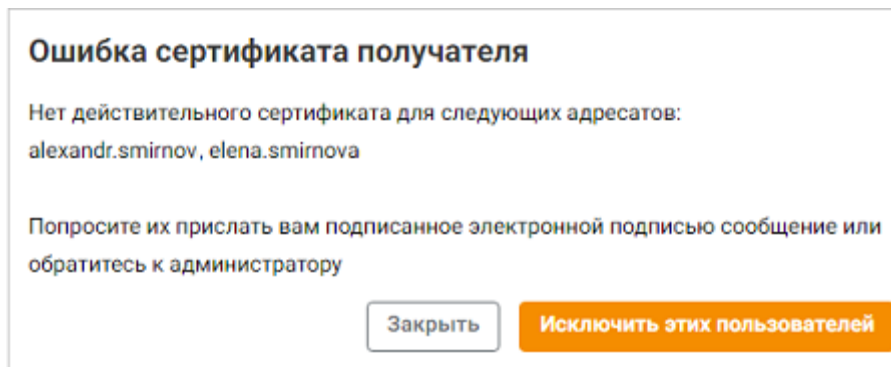 Ошибка сертификата получателя
Нет действительного сертификата для следующих адресатов:
alexandr.smirnov, elena.smirnova
Попросите их прислать вам подписанное электронной подписью сообщение или
обратитесь к администратору
Закрыть
Исключить этих пользователей